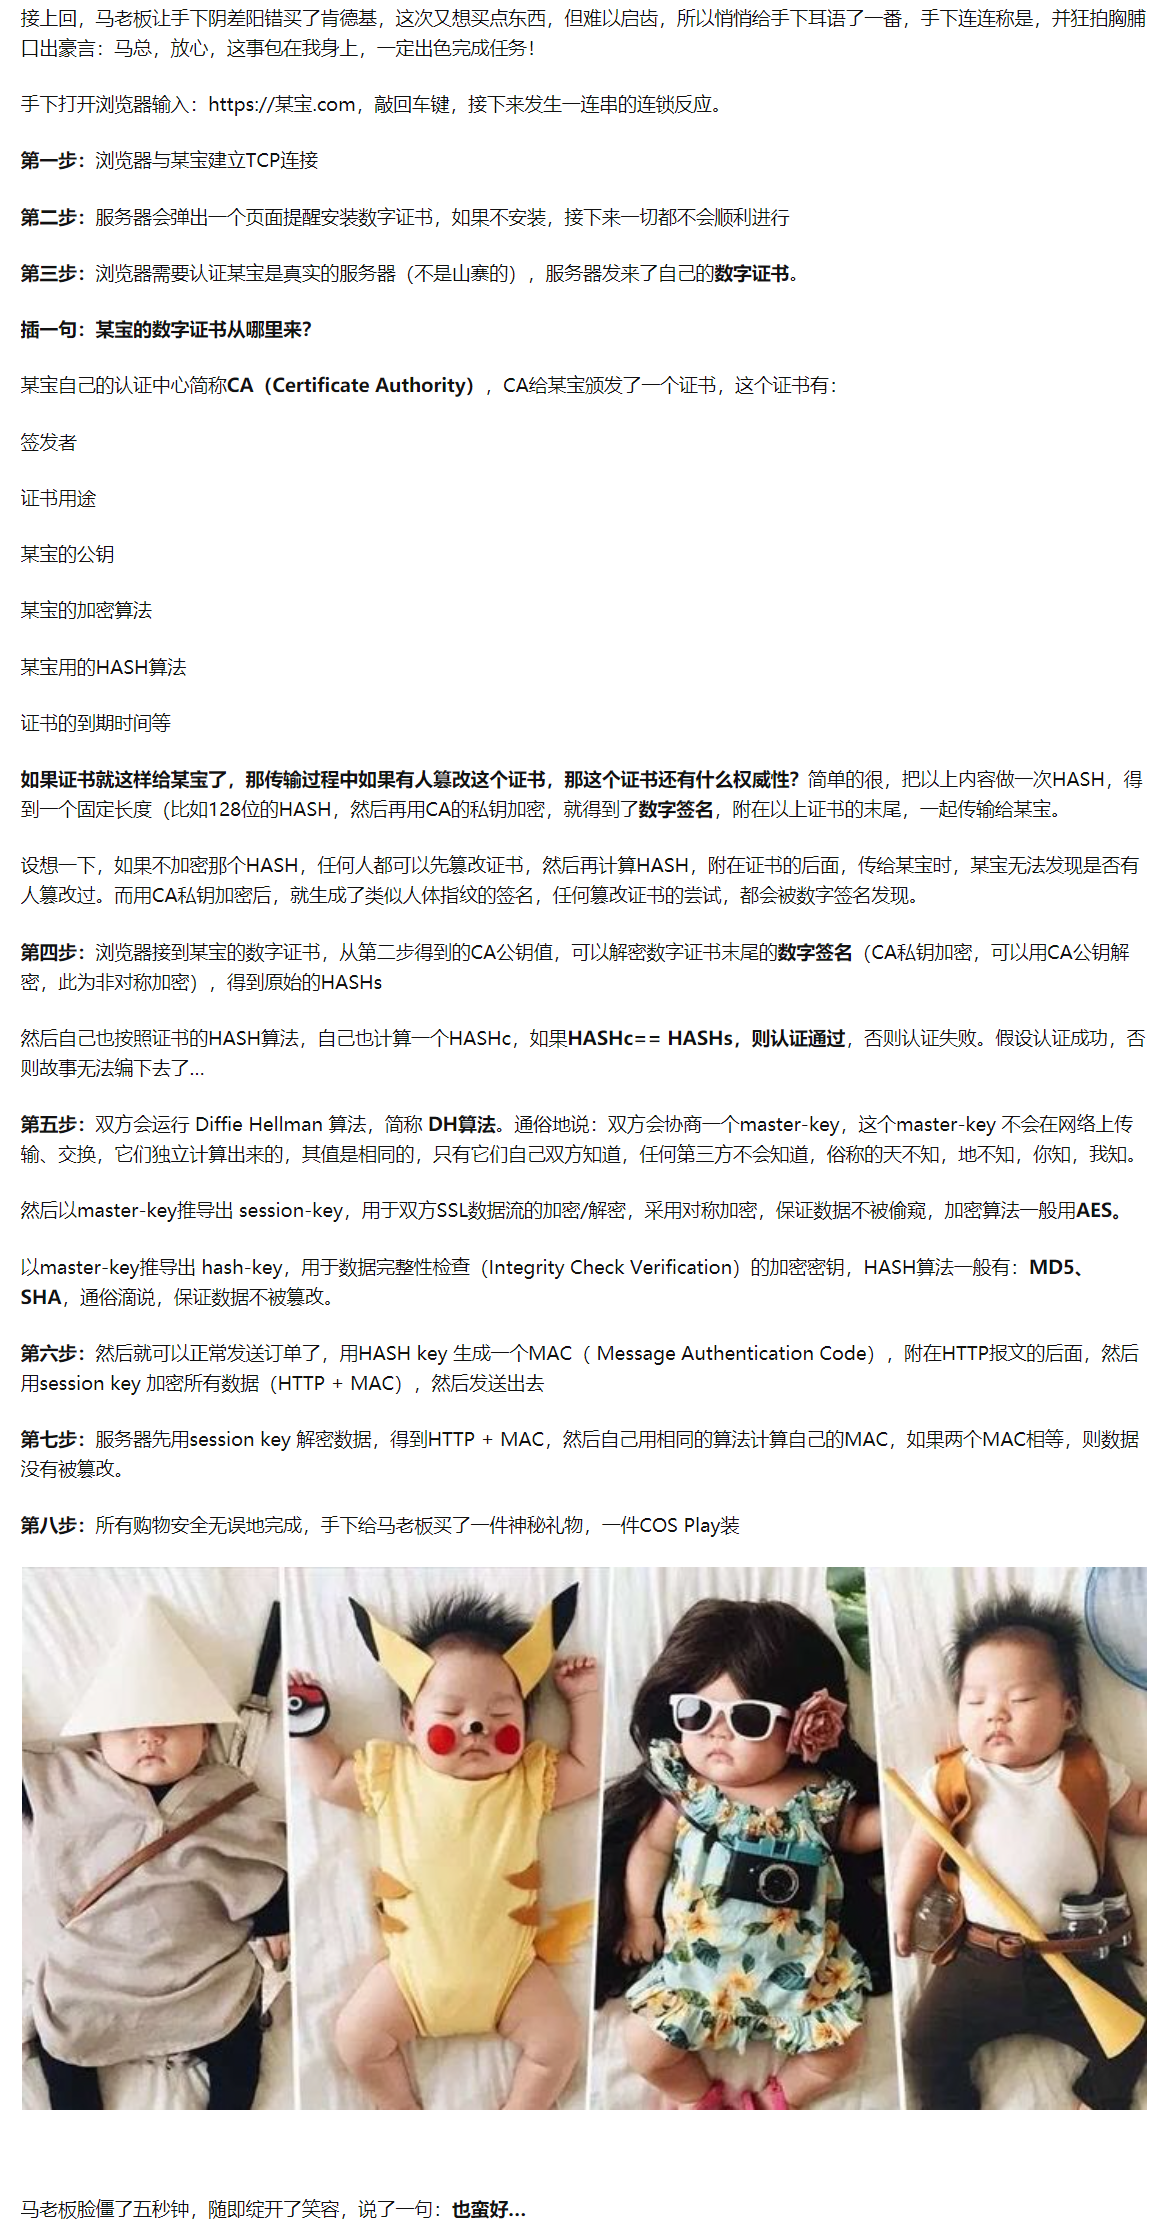 接上回，马老板让手下阴差阳错买了肯德基，这次又想买点东西，但难以启齿，所以悄悄给手下耳语了一番，手下连连称是，并狂拍胸脯
口出豪言：马总，放心，这事包在我身上，一定出色完成任务！
手下打开浏览器输入：https://某宝.com，敲回车键，接下来发生一连串的连锁反应。
第一步：浏览器与某宝建立TCP连接
第二步：服务器会弹出一个页面提醒安装数字证书，如果不安装，接下来一切都不会顺利进行
第三步：浏览器需要认证某宝是真实的服务器（不是山寨的），服务器发来了自己的数字证书。
插一句：某宝的数字证书从哪里来？
某宝自己的认证中心简称CA（Certificate Authority），CA给某宝颁发了一个证书，这个证书有：
签发者
证书用途
某宝的公钥
某宝的加密算法
某宝用的HASH算法
证书的到期时间等
如果证书就这样给某宝了，那传输过程中如果有人篡改这个证书，那这个证书还有什么权威性？简单的很，把以上内容做一次HASH，得
到一个固定长度（比如128位的HASH，然后再用CA的私钥加密，就得到了数字签名，附在以上证书的末尾，一起传输给某宝。
设想一下，如果不加密那个HASH，任何人都可以先篡改证书，然后再计算HASH，附在证书的后面，传给某宝时，某宝无法发现是否有
人篡改过。而用CA私钥加密后，就生成了类似人体指纹的签名，任何篡改证书的尝试，都会被数字签名发现。
第四步：浏览器接到某宝的数字证书，从第二步得到的CA公钥值，可以解密数字证书末尾的数字签名（CA私钥加密，可以用CA公钥解
密，此为非对称加密），得到原始的HASHs
然后自己也按照证书的HASH算法，自己也计算一个HASHc，如果HASHc== HASHs，则认证通过，否则认证失败。假设认证成功，否
则故事无法编下去了...
第五步：双方会运行 Diffie Hellman 算法，简称 DH算法。通俗地说：双方会协商一个master-key，这个master-key 不会在网络上传
输、交换，它们独立计算出来的，其值是相同的，只有它们自己双方知道，任何第三方不会知道，俗称的天不知，地不知，你知，我知。
然后以master-key推导出 session-key，用于双方SSL数据流的加密/解密，采用对称加密，保证数据不被偷窥，加密算法一般用AES。
以master-key推导出 hash-key，用于数据完整性检查（Integrity Check Verification）的加密密钥，HASH算法一般有：MD5、
SHA，通俗滴说，保证数据不被篡改。
第六步：然后就可以正常发送订单了，用HASH key 生成一个MAC（ Message Authentication Code），附在HTTP报文的后面，然后
用session key 加密所有数据（HTTP + MAC），然后发送出去
第七步：服务器先用session key 解密数据，得到HTTP + MAC，然后自己用相同的算法计算自己的MAC，如果两个MAC相等，则数据
没有被篡改。
第八步：所有购物安全无误地完成，手下给马老板买了一件神秘礼物，一件COS Play装
马老板脸僵了五秒钟，随即绽开了笑容，说了一句：也蛮好...